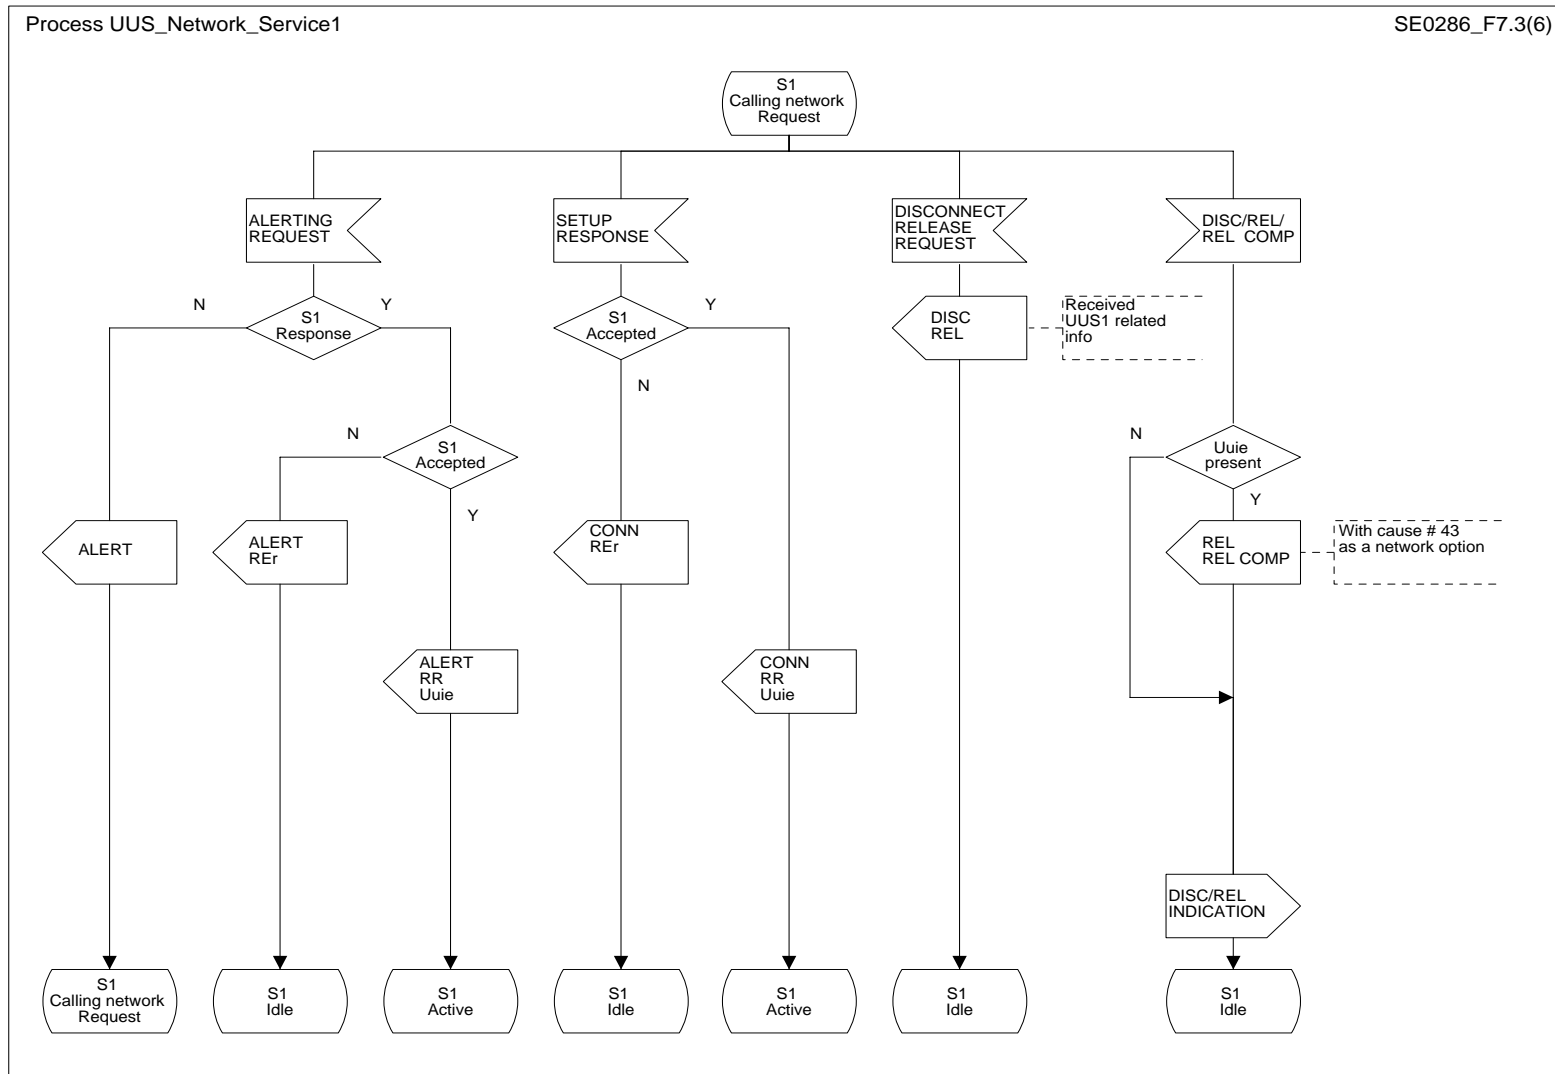 Process UUS_Network_Service1
SE0286_F7.3(6)
S1
Calling network
Request
ALERTING
REQUEST
SETUP
RESPONSE
DISCONNECT
RELEASE
REQUEST
DISC/REL/
REL COMP
N
S1
Response
Y
S1
Accepted
Y
N
DISC
REL
Received
UUS1 related
info
N
S1
Accepted
Y
N
Uuie
present
Y
ALERT
ALERT
REr
CONN
REr
REL
REL COMP
With cause # 43
as a network option
ALERT
RR
Uuie
CONN
RR
Uuie
DISC/REL
INDICATION
S1
Calling network
Request
S1
Idle
S1
Active
S1
Idle
S1
Active
S1
Idle
S1
Idle